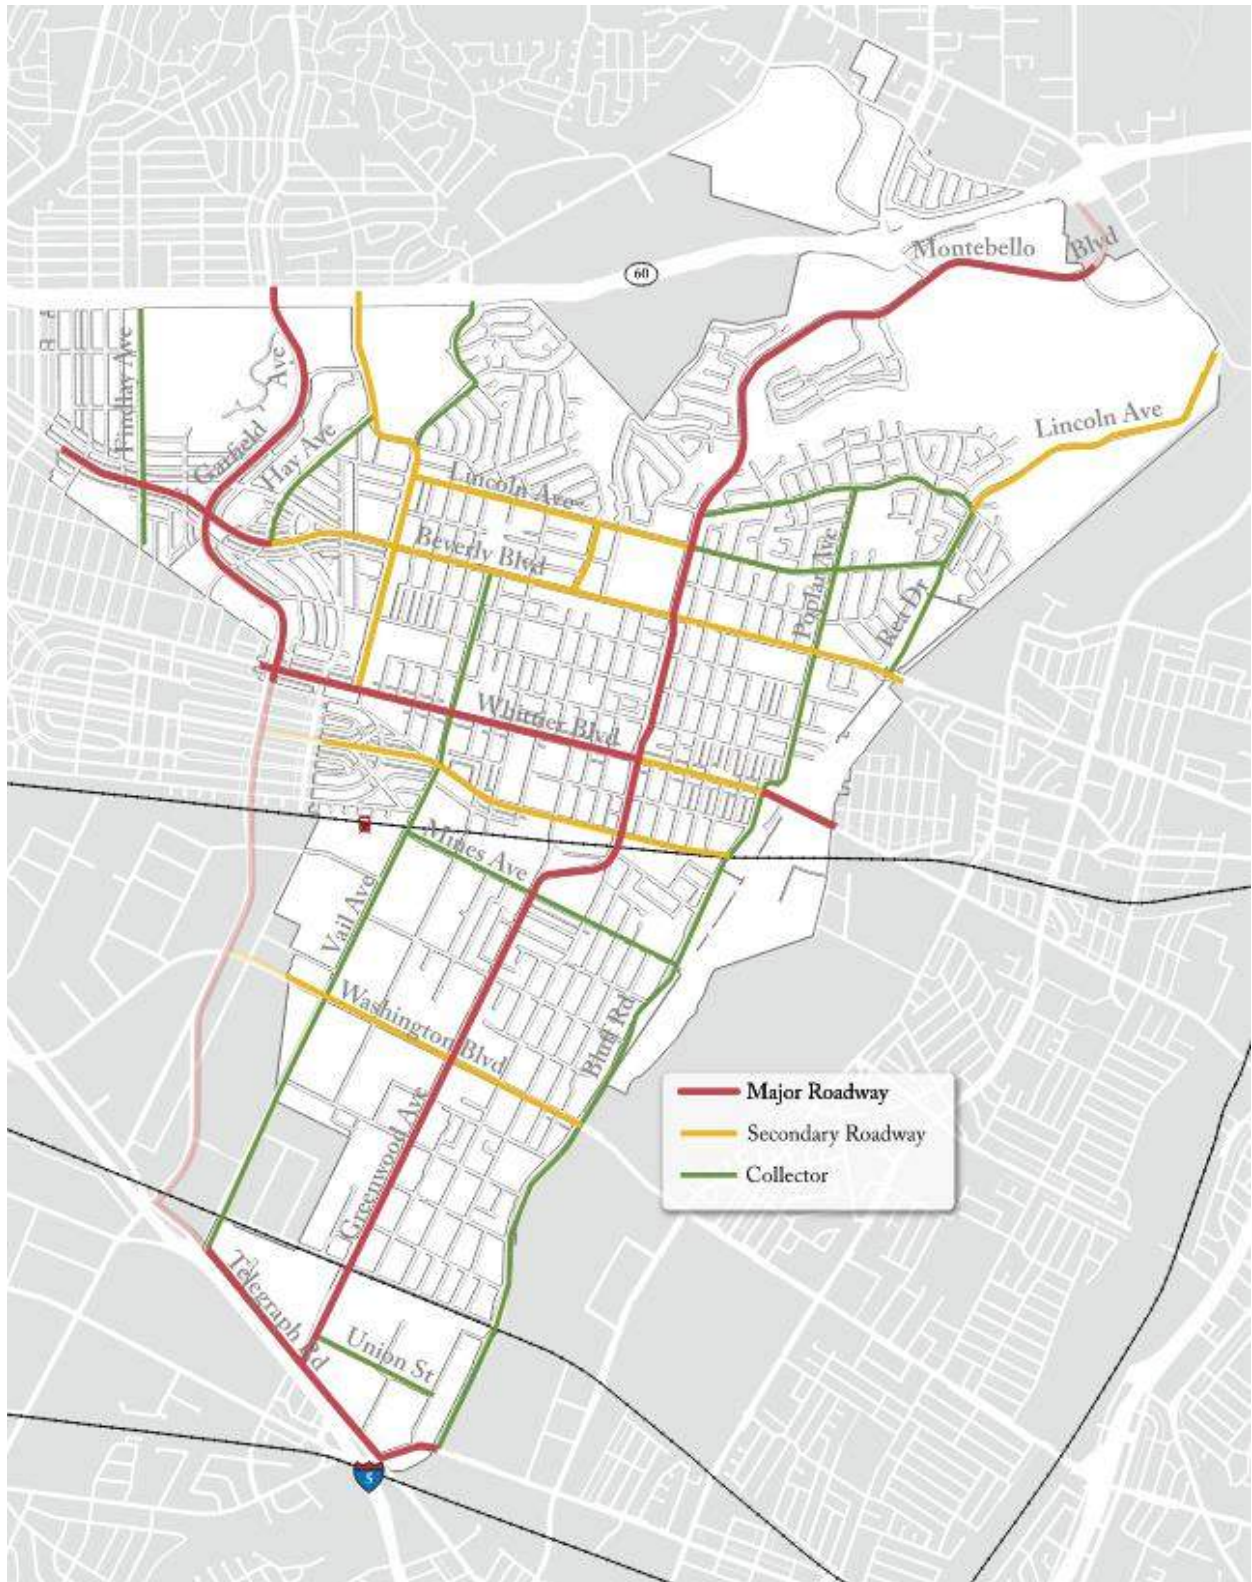 60
Montebello
Blvd
Findlay Ave
Garfield
Ave
Hay Ave
Lincoln Ave
Lincoln Ave
Beverly Blvd
Poplar Ave
Rea Dr
Whittier Blvd
Mines Ave
Vail Ave
Washington Blvd
Bluff Rd
Greenwood Ave
Major Roadway
Secondary Roadway
Collector
Telegraph Rd
Union St
5